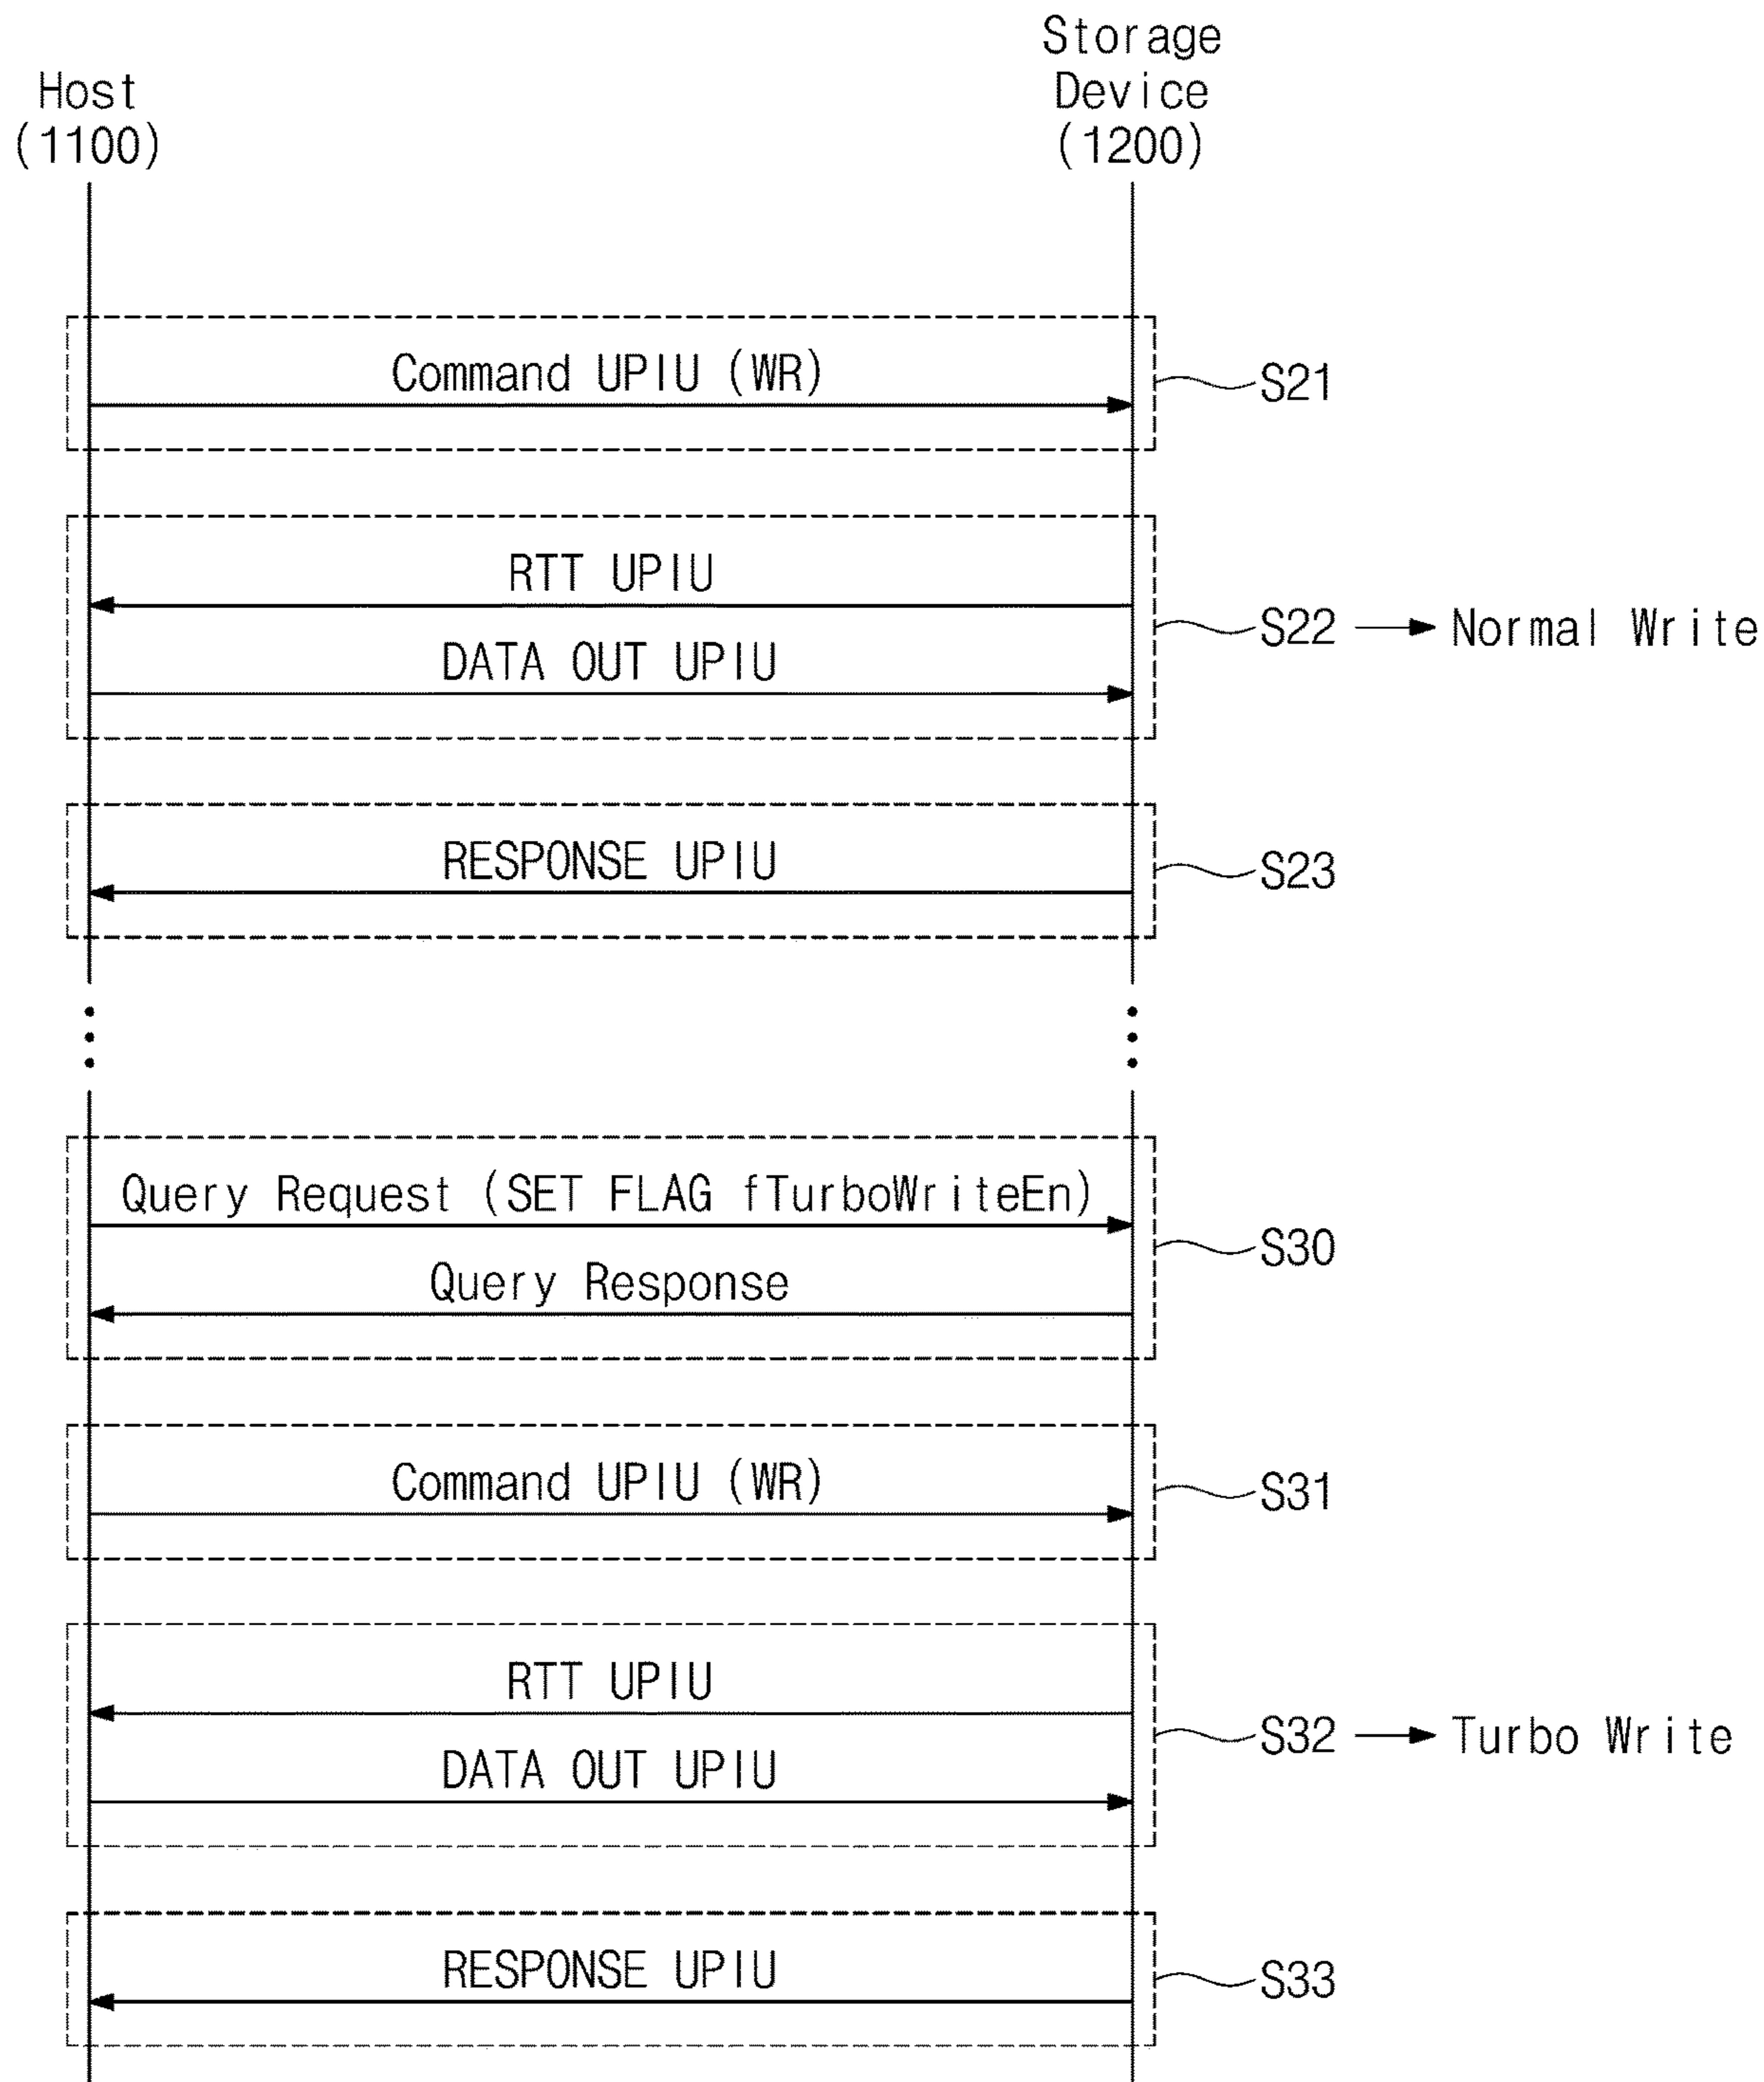 Host
(1100)
Storage
Device
(1200)
Command UPIU (WR)
S21
RTT UPIU
DATA OUT UPIU
S22
Normal Write
RESPONSE UPIU
S23
Query Request (SET FLAG fTurboWriteEn)
Query Response
S30
Command UPIU (WR)
S31
RTT UPIU
DATA OUT UPIU
S32
Turbo Write
RESPONSE UPIU
S33